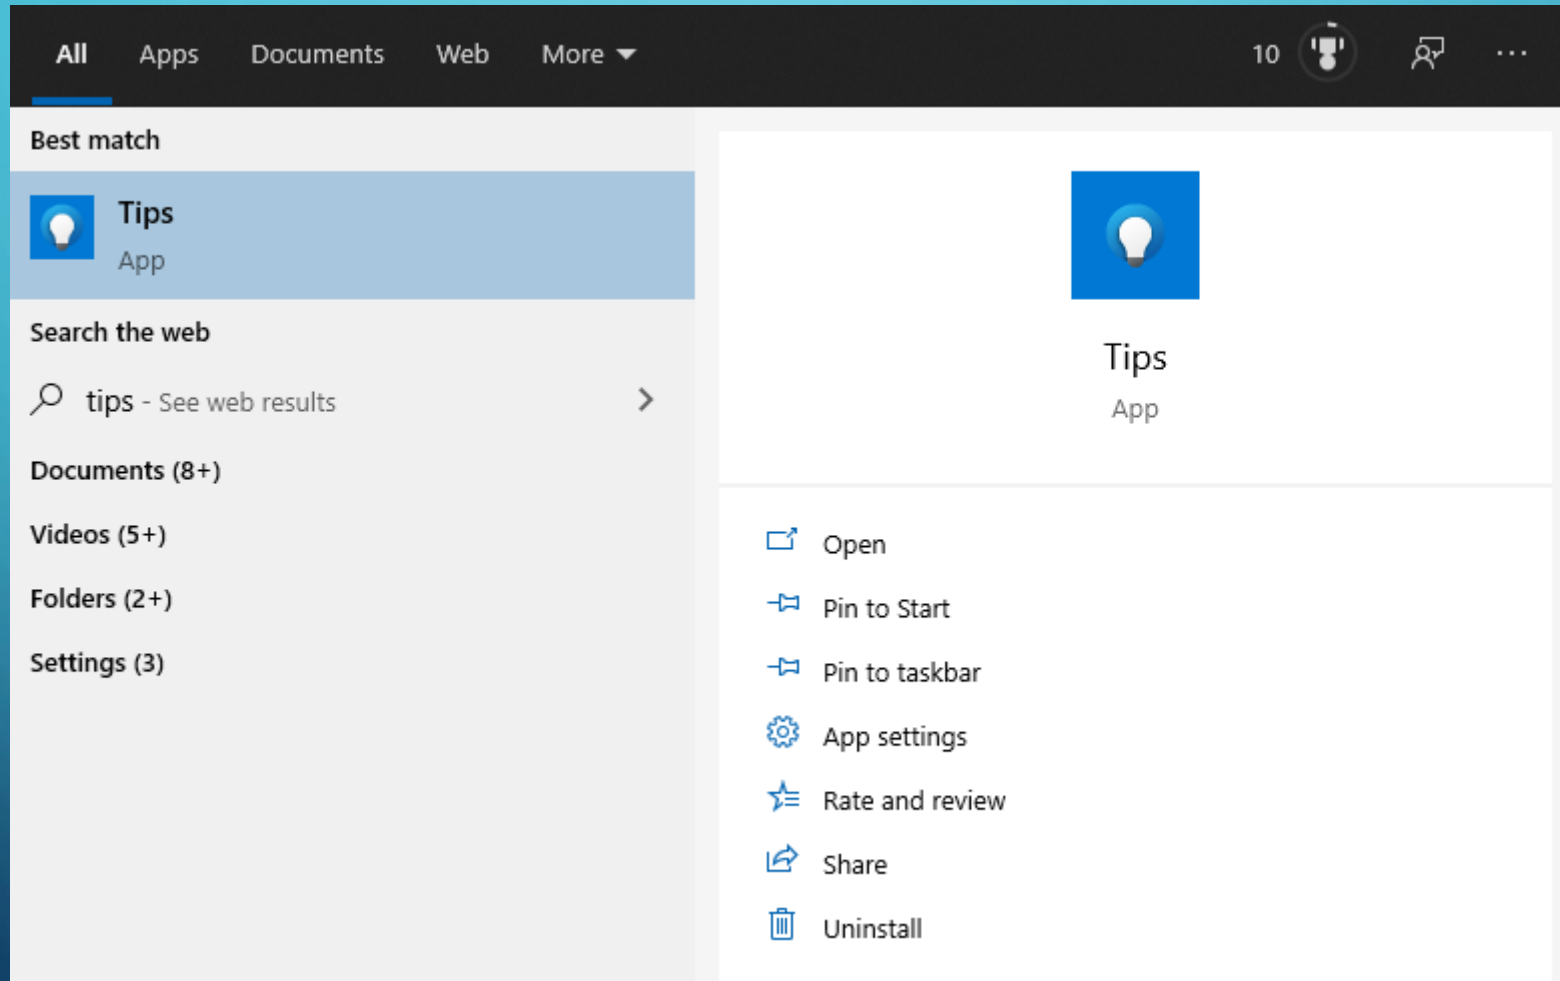 All Apps Documents Web More 10 ...
Best match
Tips
App
Search the web
tips - See web results
Documents (8+)
Videos (5+)
Folders (2+)
Settings (3)
Tips
App
Open
Pin to Start
Pin to taskbar
App settings
Rate and review
Share
Uninstall